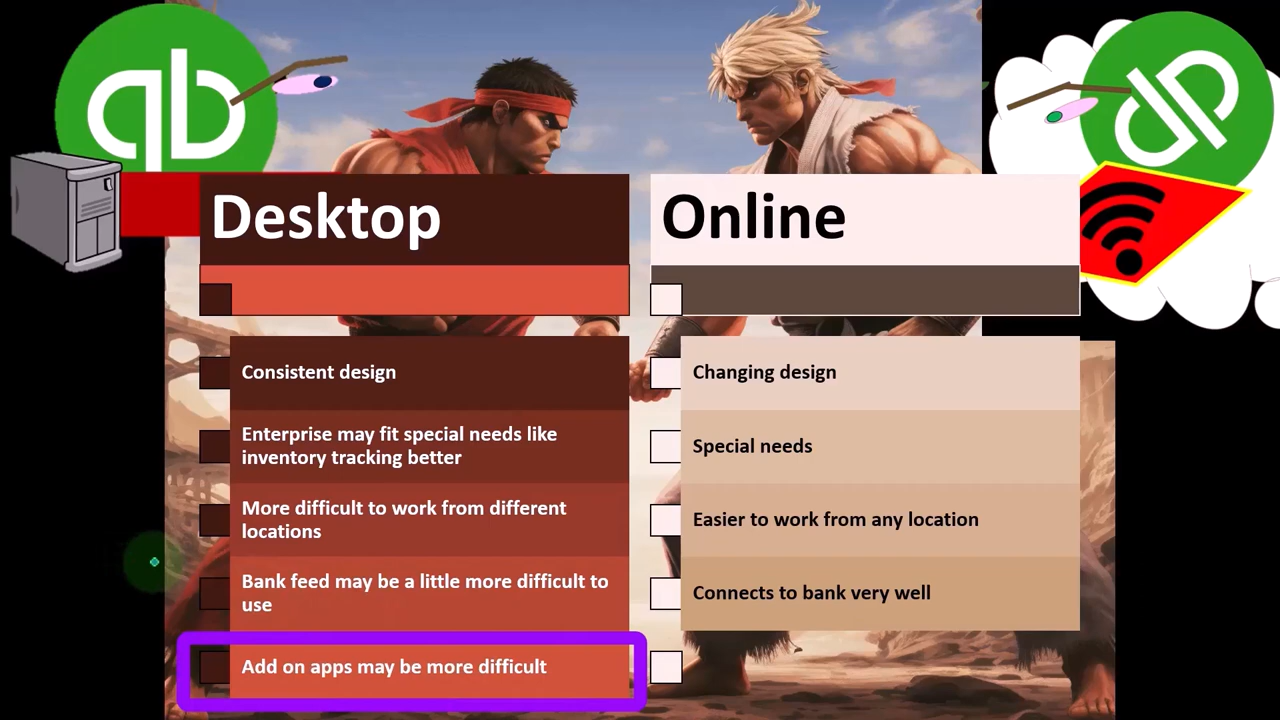 qb
Desktop
Online
Consistent design
Enterprise may fit special needs like
inventory tracking better
More difficult to work from different
locations
Bank feed may be a little more difficult to
use
Add on apps may be more difficult
Changing design
Special needs
Easier to work from any location
Connects to bank very well
qb